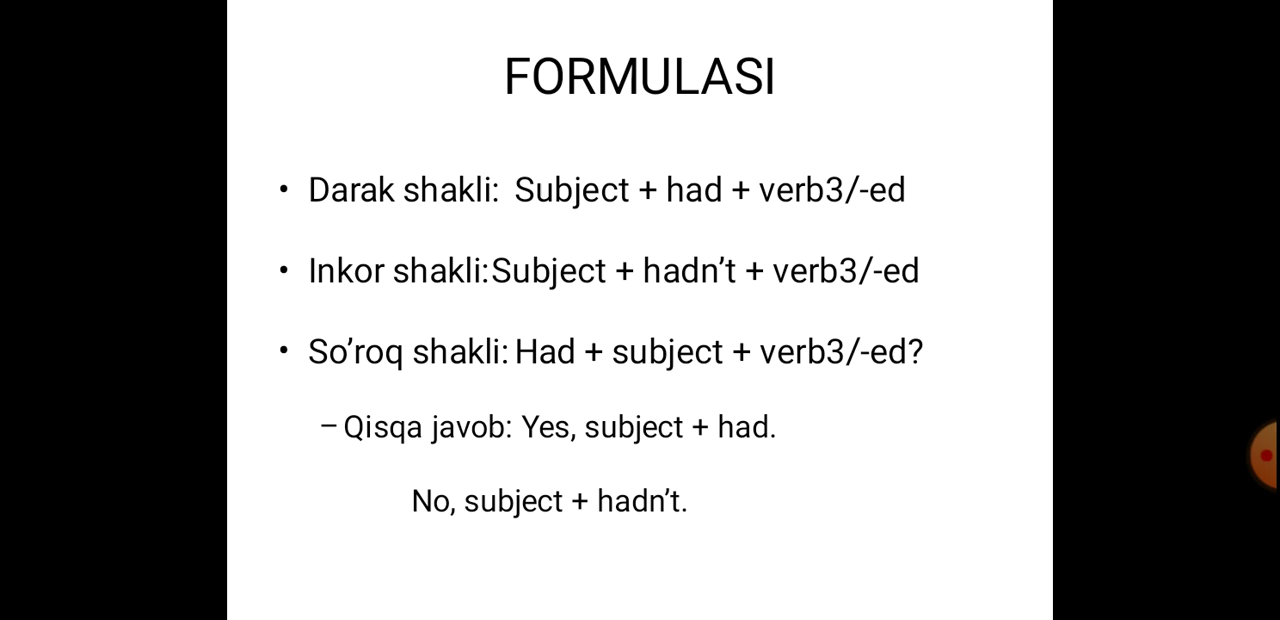 FORMULASI
• Darak shakli: Subject + had + verb3/-ed
• Inkor shakli:Subject + hadn’t + verb3/-ed
• So’roq shakli: Had + subject + verb3/-ed?
– Qisqa javob: Yes, subject + had.
No, subject + hadn’t.